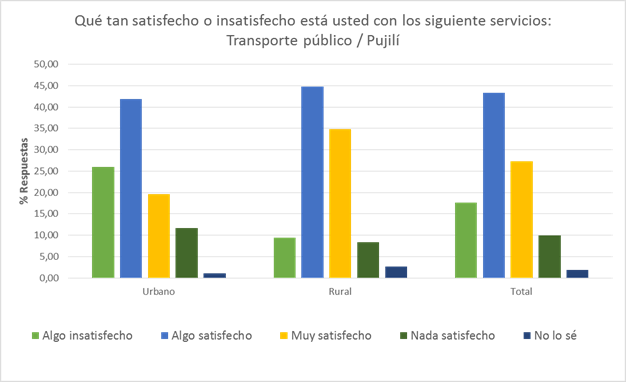 Qué tan satisfecho o insatisfecho está usted con los siguiente servicios:
Transporte público / Pujilí
50,00
45,00
40,00
35,00
30,00
25,00
20,00
15,00
10,00
5,00
0,00
% Respuestas
Urbano Rural Total
Algo insatisfecho Algo satisfecho Muy satisfecho Nada satisfecho No lo sé